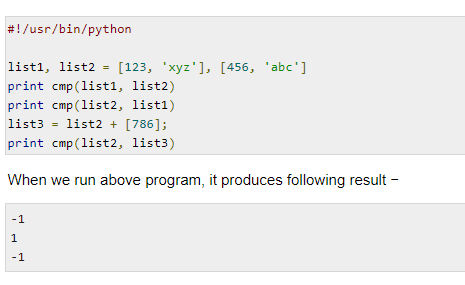 #!/usr/bin/python
list1, list2 = [123, 'xyz'], [456, 'abc']
print cmp(list1, list2)
print cmp(list2, list1)
list3 = list2 + [786];
print cmp(list2, list3)
When we run above program, it produces following result −
-1
1
-1